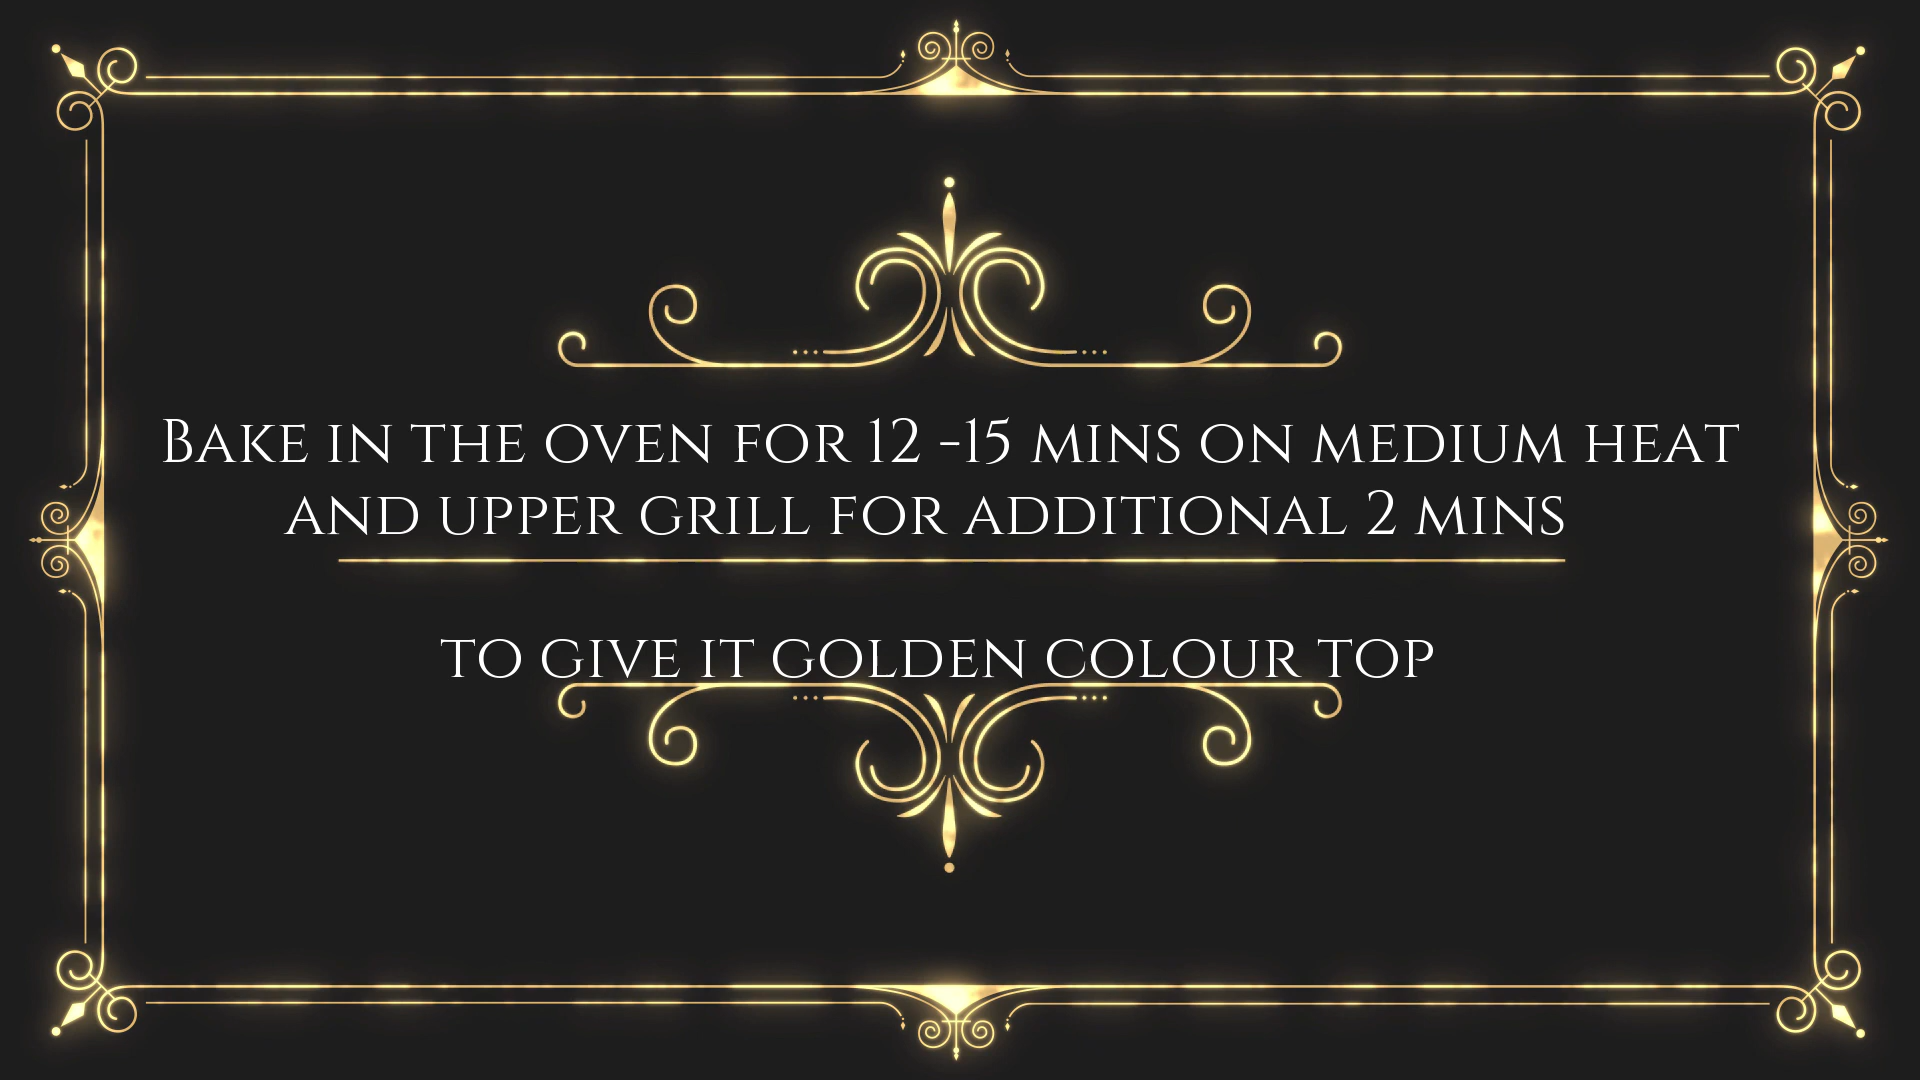 Bake in the oven for 12 -15 mins on medium heat
and upper grill for additional 2 mins
to give it golden colour top